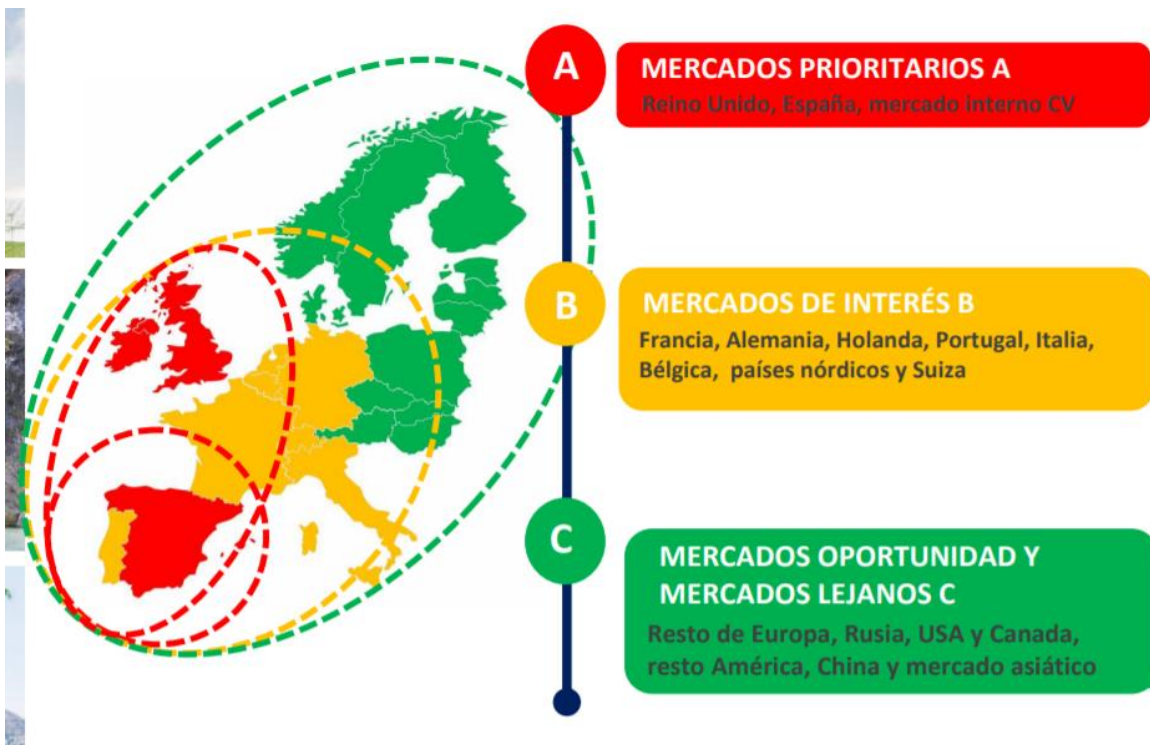 A
MERCADOS PRIORITARIOS A
Reino Unido, España, mercado interno CV
B
MERCADOS DE INTERÉS B
Francia, Alemania, Holanda, Portugal, Italia,
Bélgica, países nórdicos y Suiza
C
MERCADOS OPORTUNIDAD Y
MERCADOS LEJANOS C
Resto de Europa, Rusia, USA y Canada,
resto América, China y mercado asiático